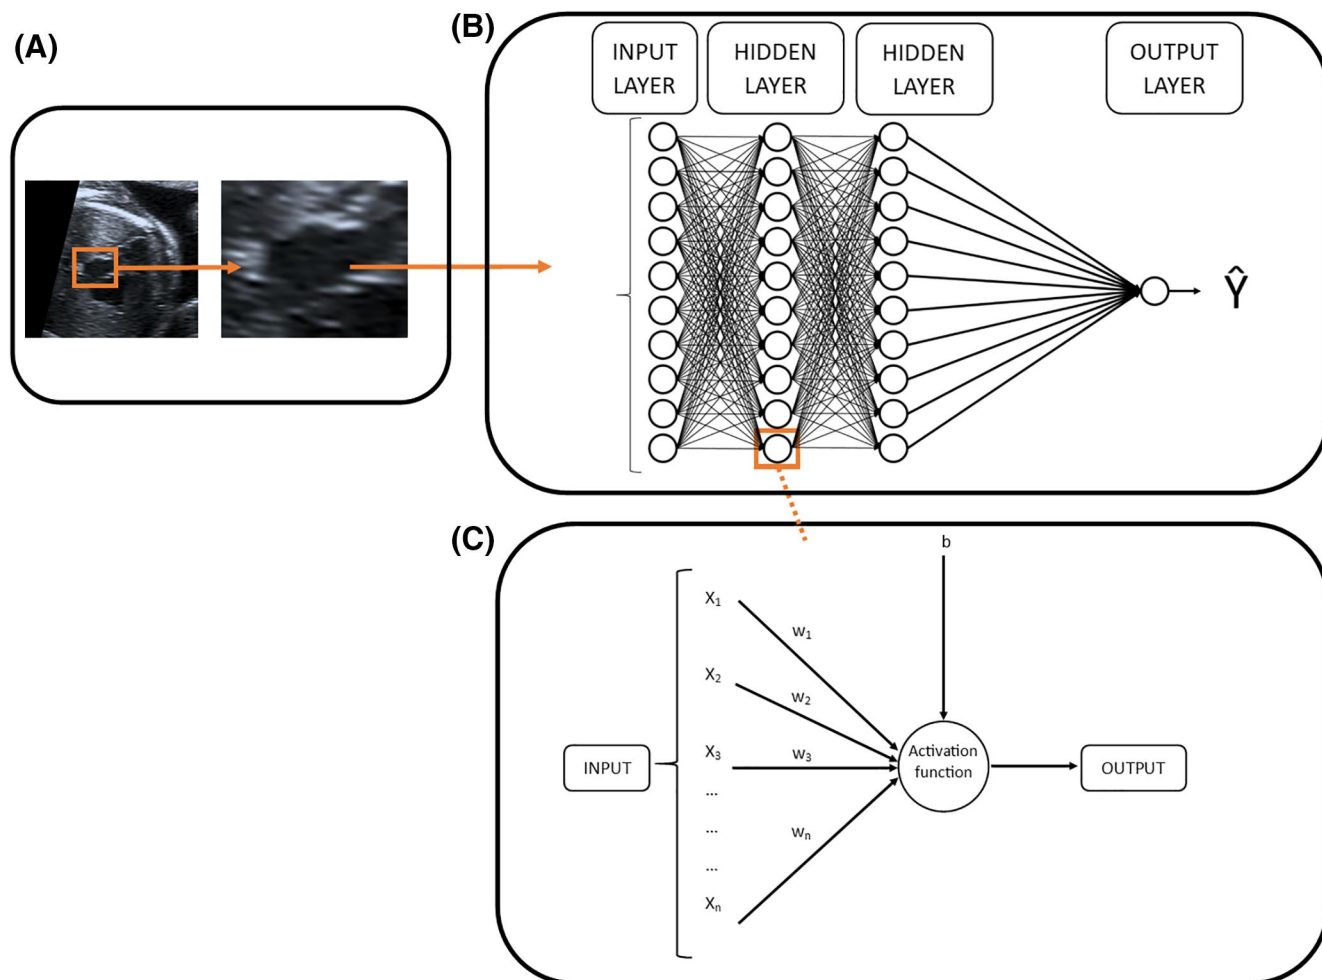 (A)
(B)
INPUT
LAYER
HIDDEN
LAYER
HIDDEN
LAYER
OUTPUT
LAYER
Ŷ
(C)
b
X1
w1
X2
w2
X3
w3
...
...
wn
...
Xn
INPUT
Activation
function
OUTPUT